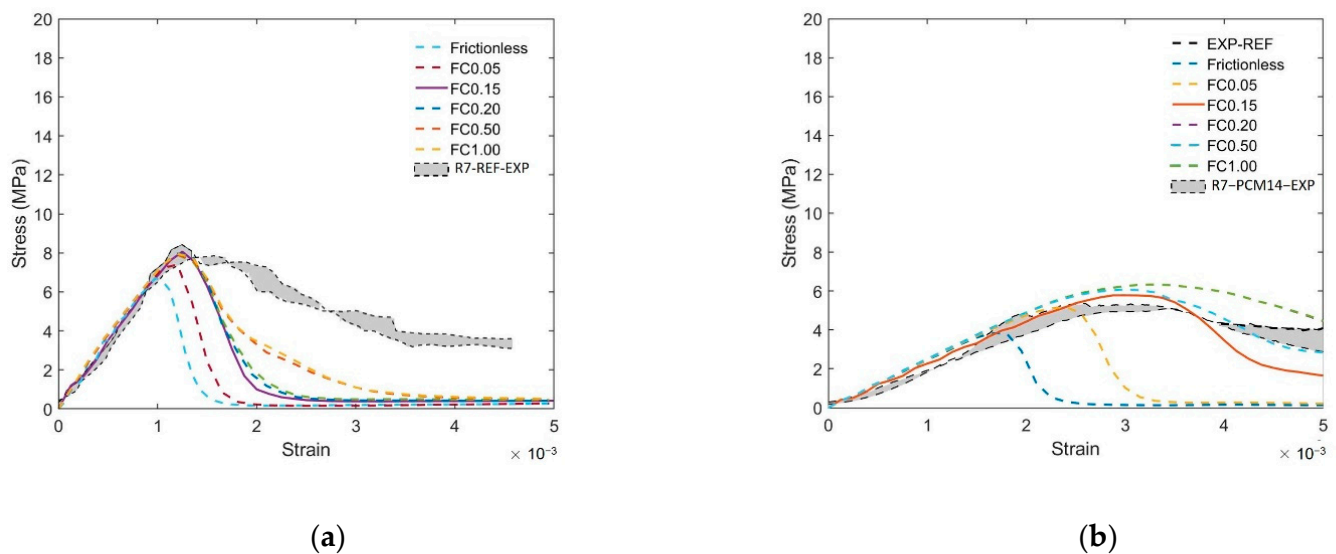 20
18
16
14
12
10
8
6
4
2
0
Stress (MPa)
Frictionless
FC0.05
FC0.15
FC0.20
FC0.50
FC1.00
R7-REF-EXP
0 1 2 3 4 5
Strain
× 10⁻³
(a)
20
18
16
14
12
10
8
6
4
2
0
Stress (MPa)
EXP-REF
Frictionless
FC0.05
FC0.15
FC0.20
FC0.50
FC1.00
R7–PCM14–EXP
0 1 2 3 4 5
Strain
× 10⁻³
(b)